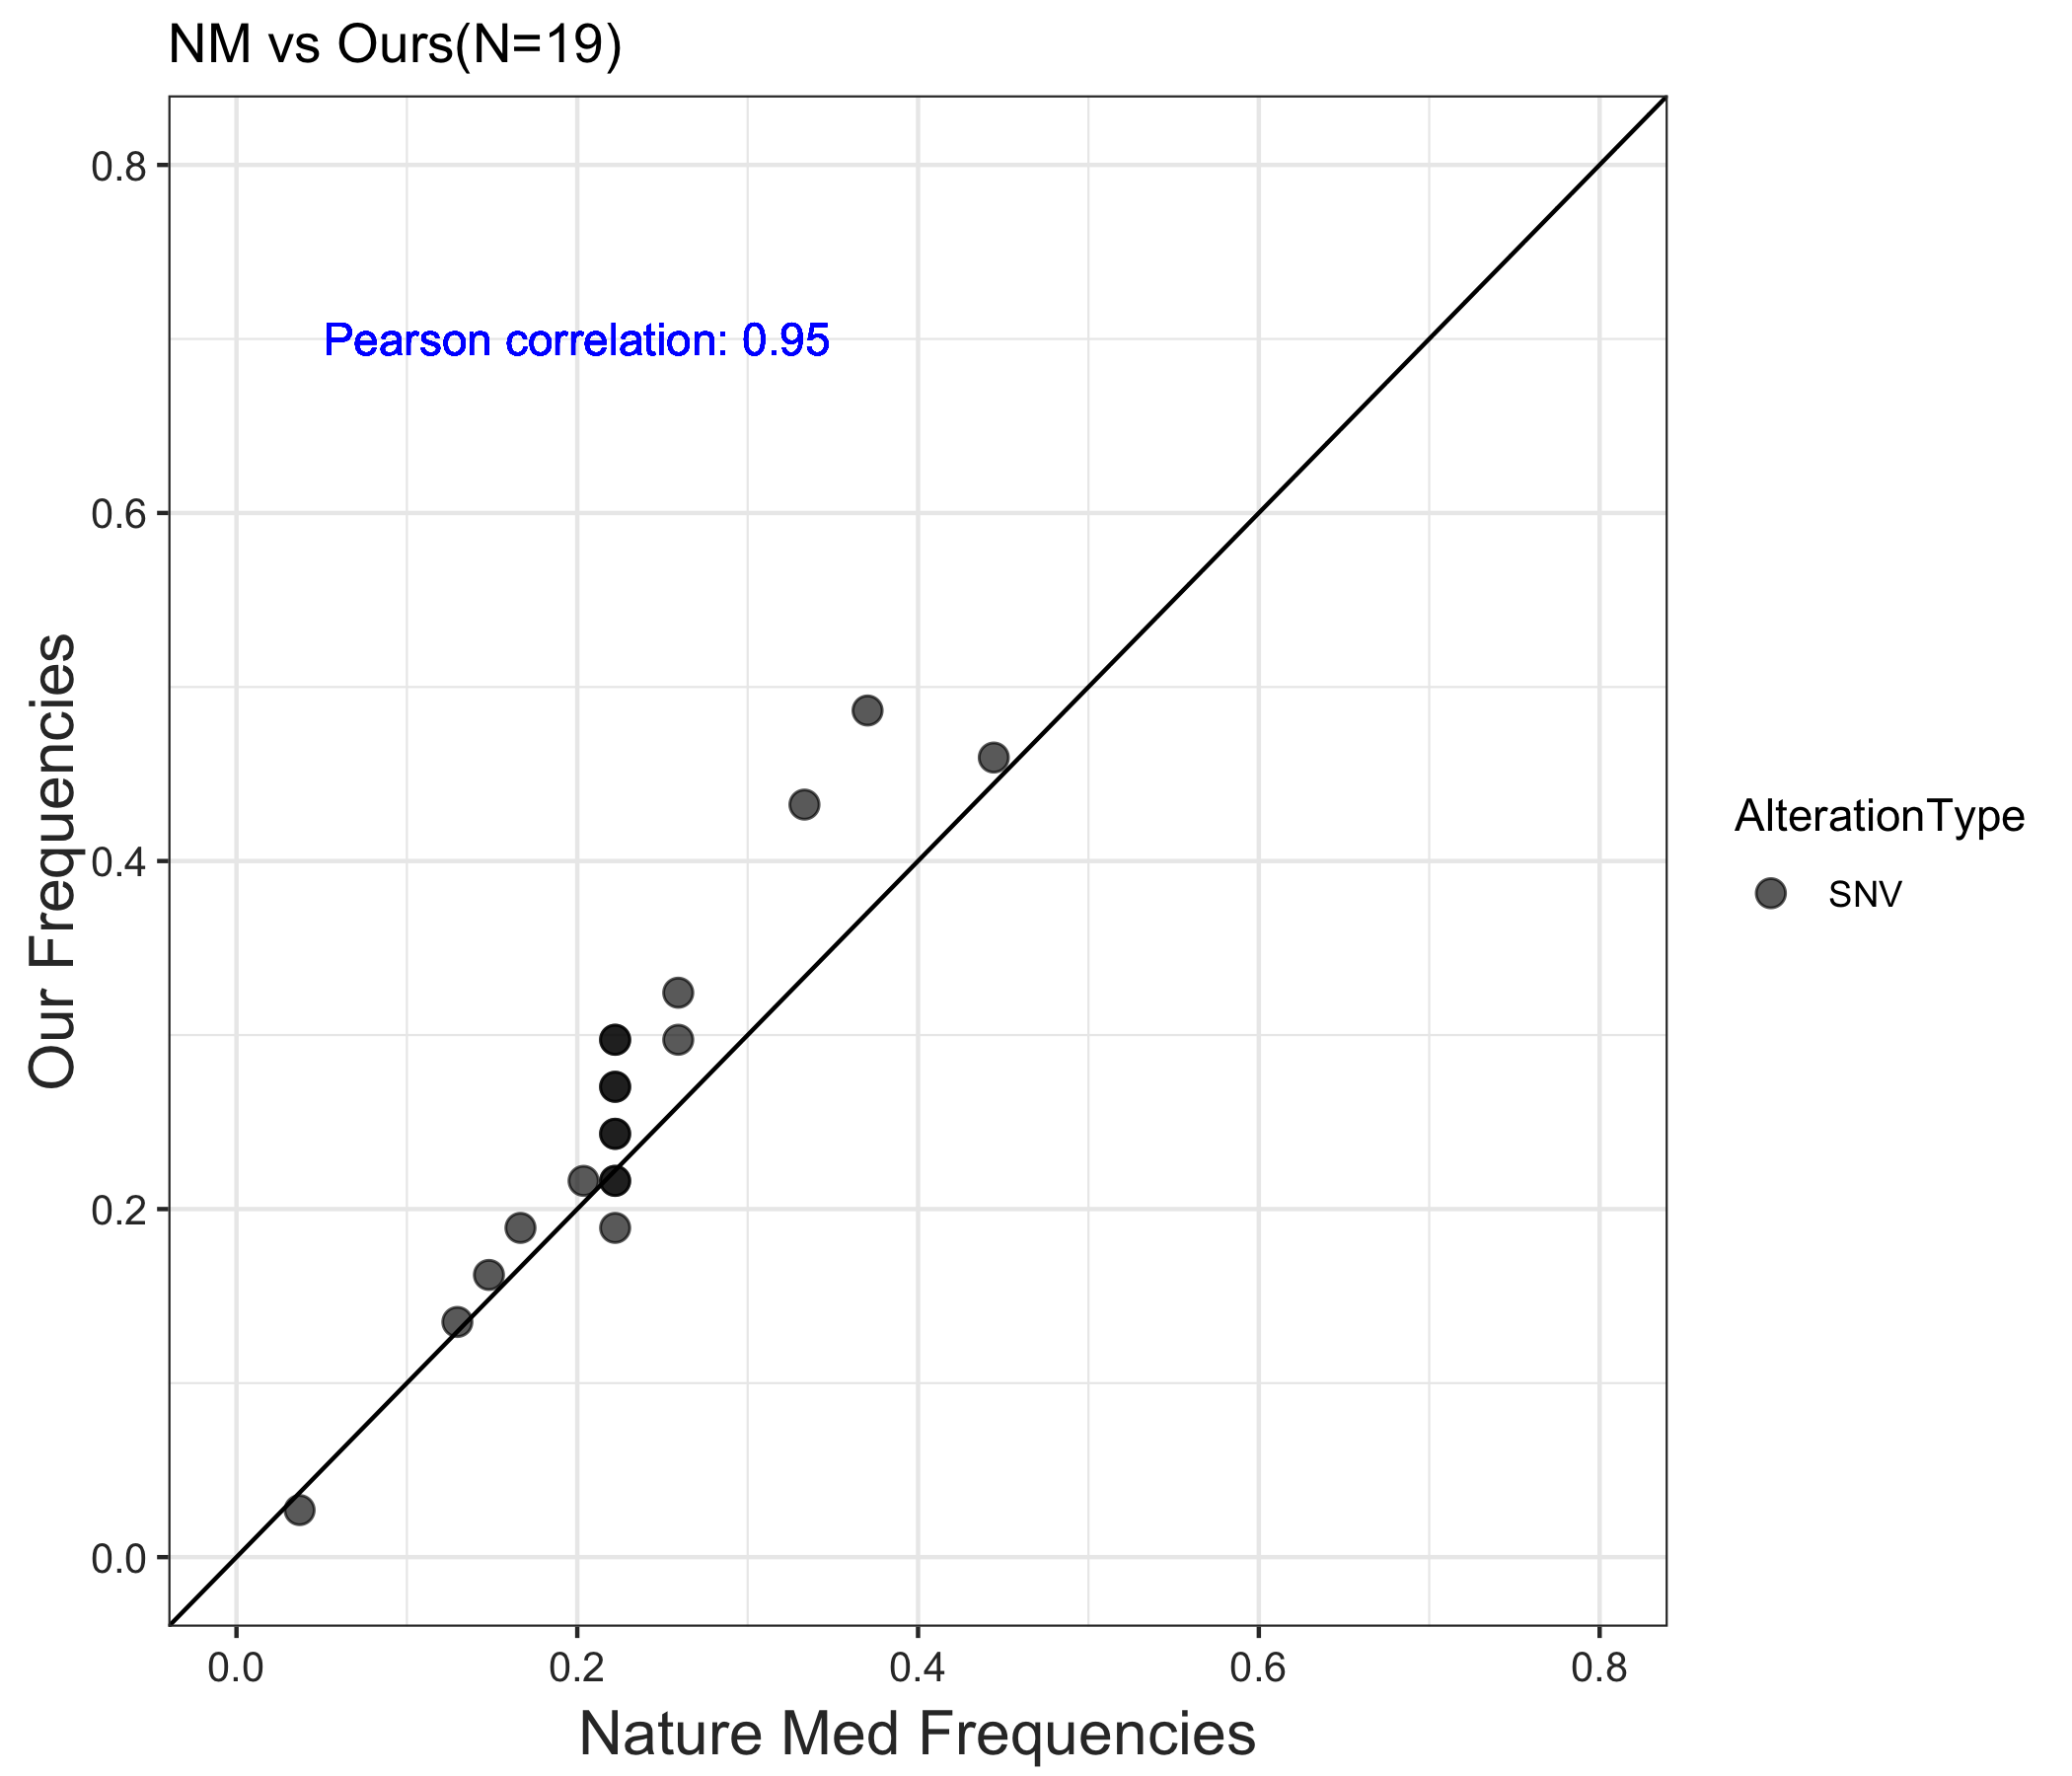 NM vs Ours(N=19)
Pearson correlation: 0.95
Our Frequencies
0.8
0.6
0.4
0.2
0.0
0.0 0.2 0.4 0.6 0.8
Nature Med Frequencies
AlterationType
SNV